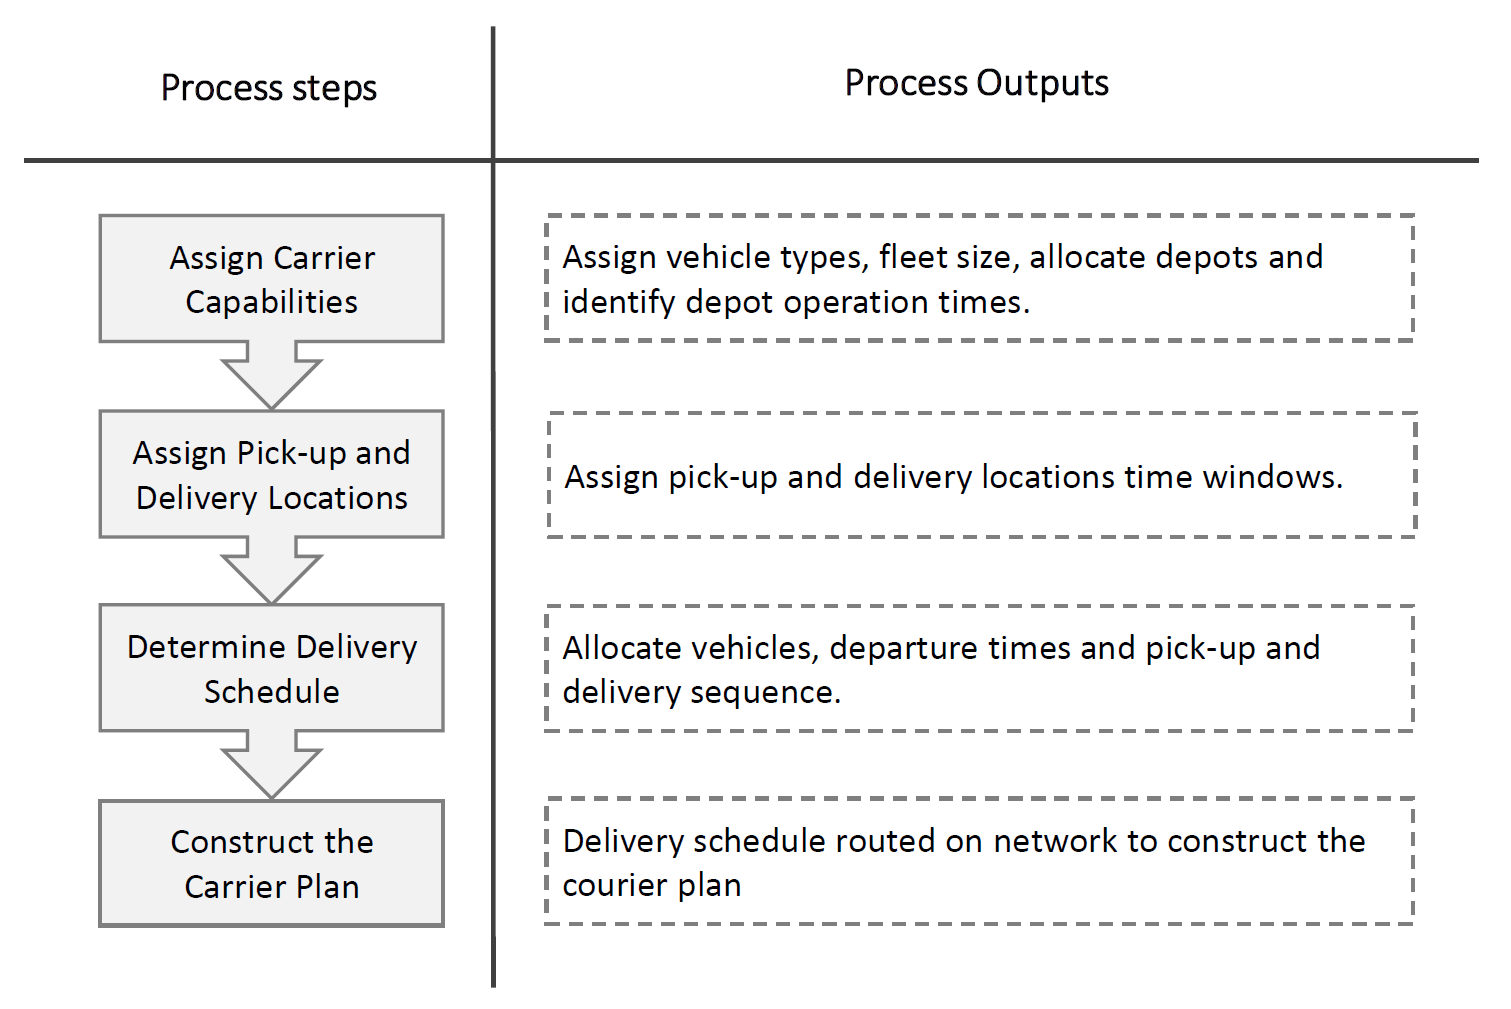 Process steps
Process Outputs
Assign Carrier
Capabilities
Assign vehicle types, fleet size, allocate depots and
identify depot operation times.
Assign Pick-up and
Delivery Locations
Assign pick-up and delivery locations time windows.
Determine Delivery
Schedule
Allocate vehicles, departure times and pick-up and
delivery sequence.
Construct the
Carrier Plan
Delivery schedule routed on network to construct the
courier plan